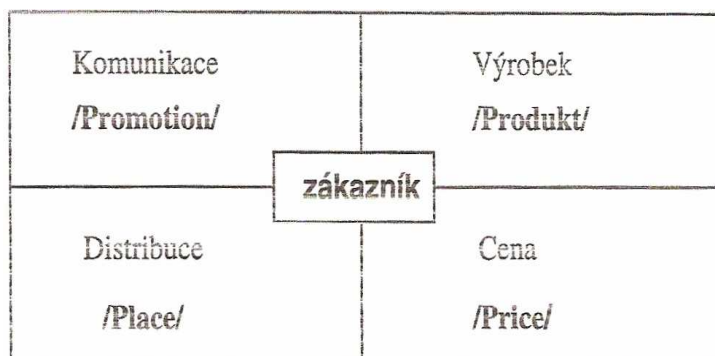 Komunikace
/Promotion/
Výrobek
/Produkt/
zákazník
Distribuce
/Place/
Cena
/Price/